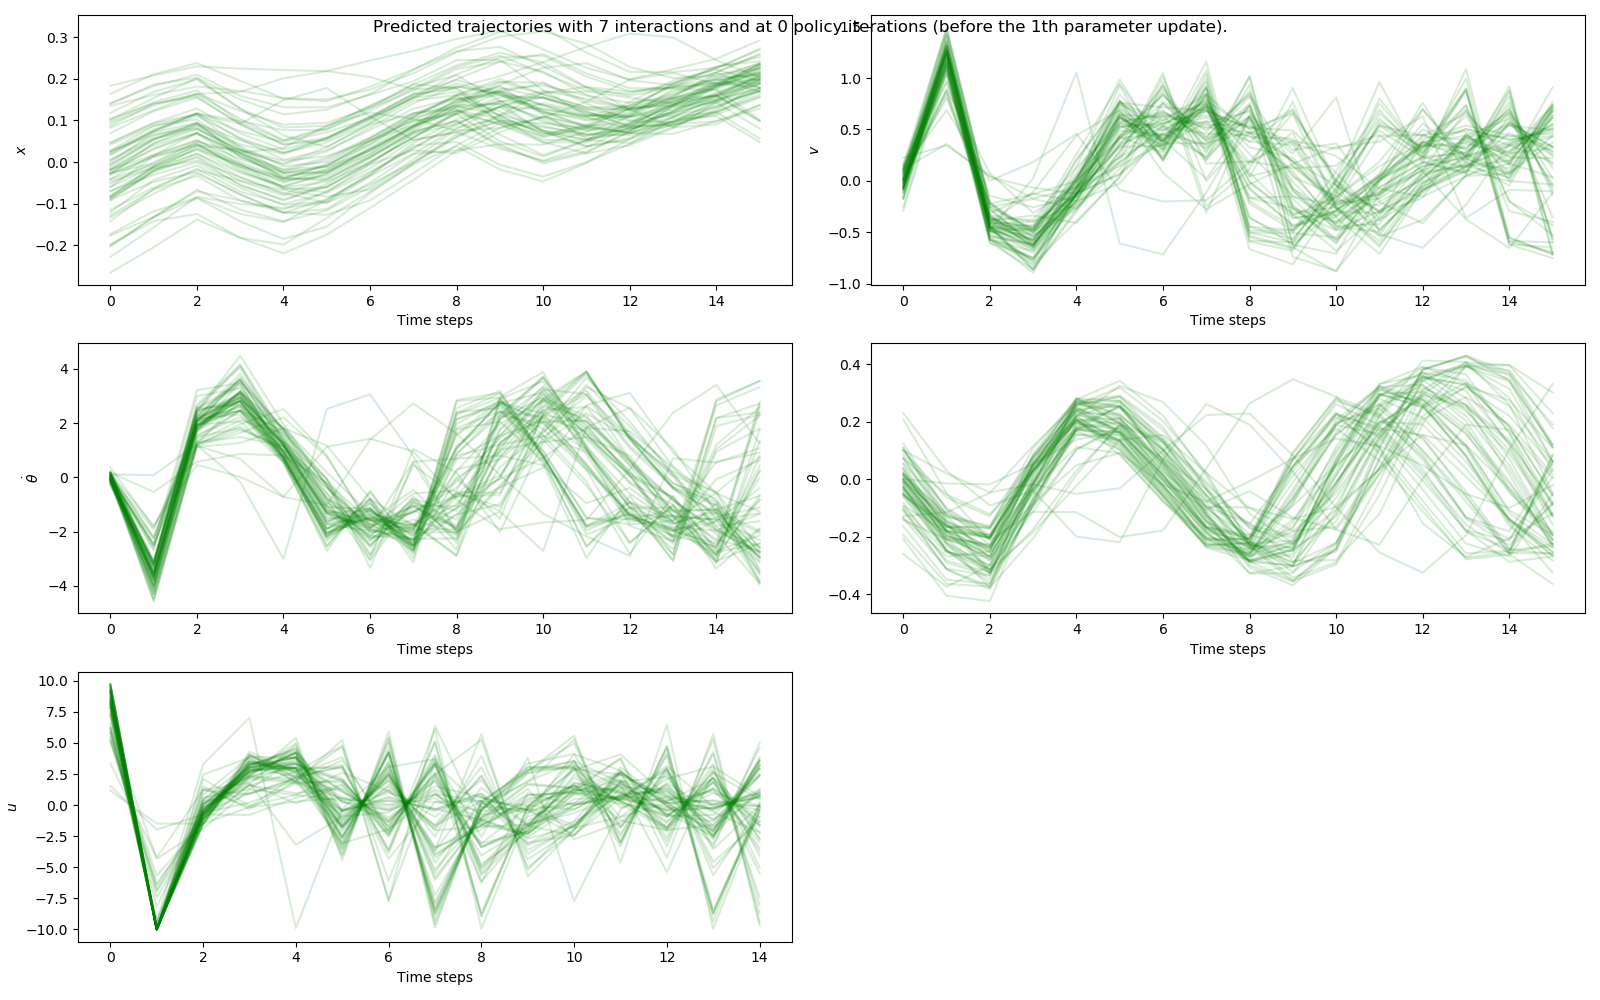 Predicted trajectories with 7 interactions and at 0 policy iterations (before the 1th parameter update).
0.3
0.2
0.1
0.0
−0.1
−0.2
x
0 2 4 6 8 10 12 14
Time steps
1.5
1.0
0.5
0.0
−0.5
−1.0
v
0 2 4 6 8 10 12 14
Time steps
4
2
0
−2
−4
θ̇
0 2 4 6 8 10 12 14
Time steps
0.4
0.2
0.0
−0.2
−0.4
θ
0 2 4 6 8 10 12 14
Time steps
10.0
7.5
5.0
2.5
0.0
−2.5
−5.0
−7.5
−10.0
u
0 2 4 6 8 10 12 14
Time steps